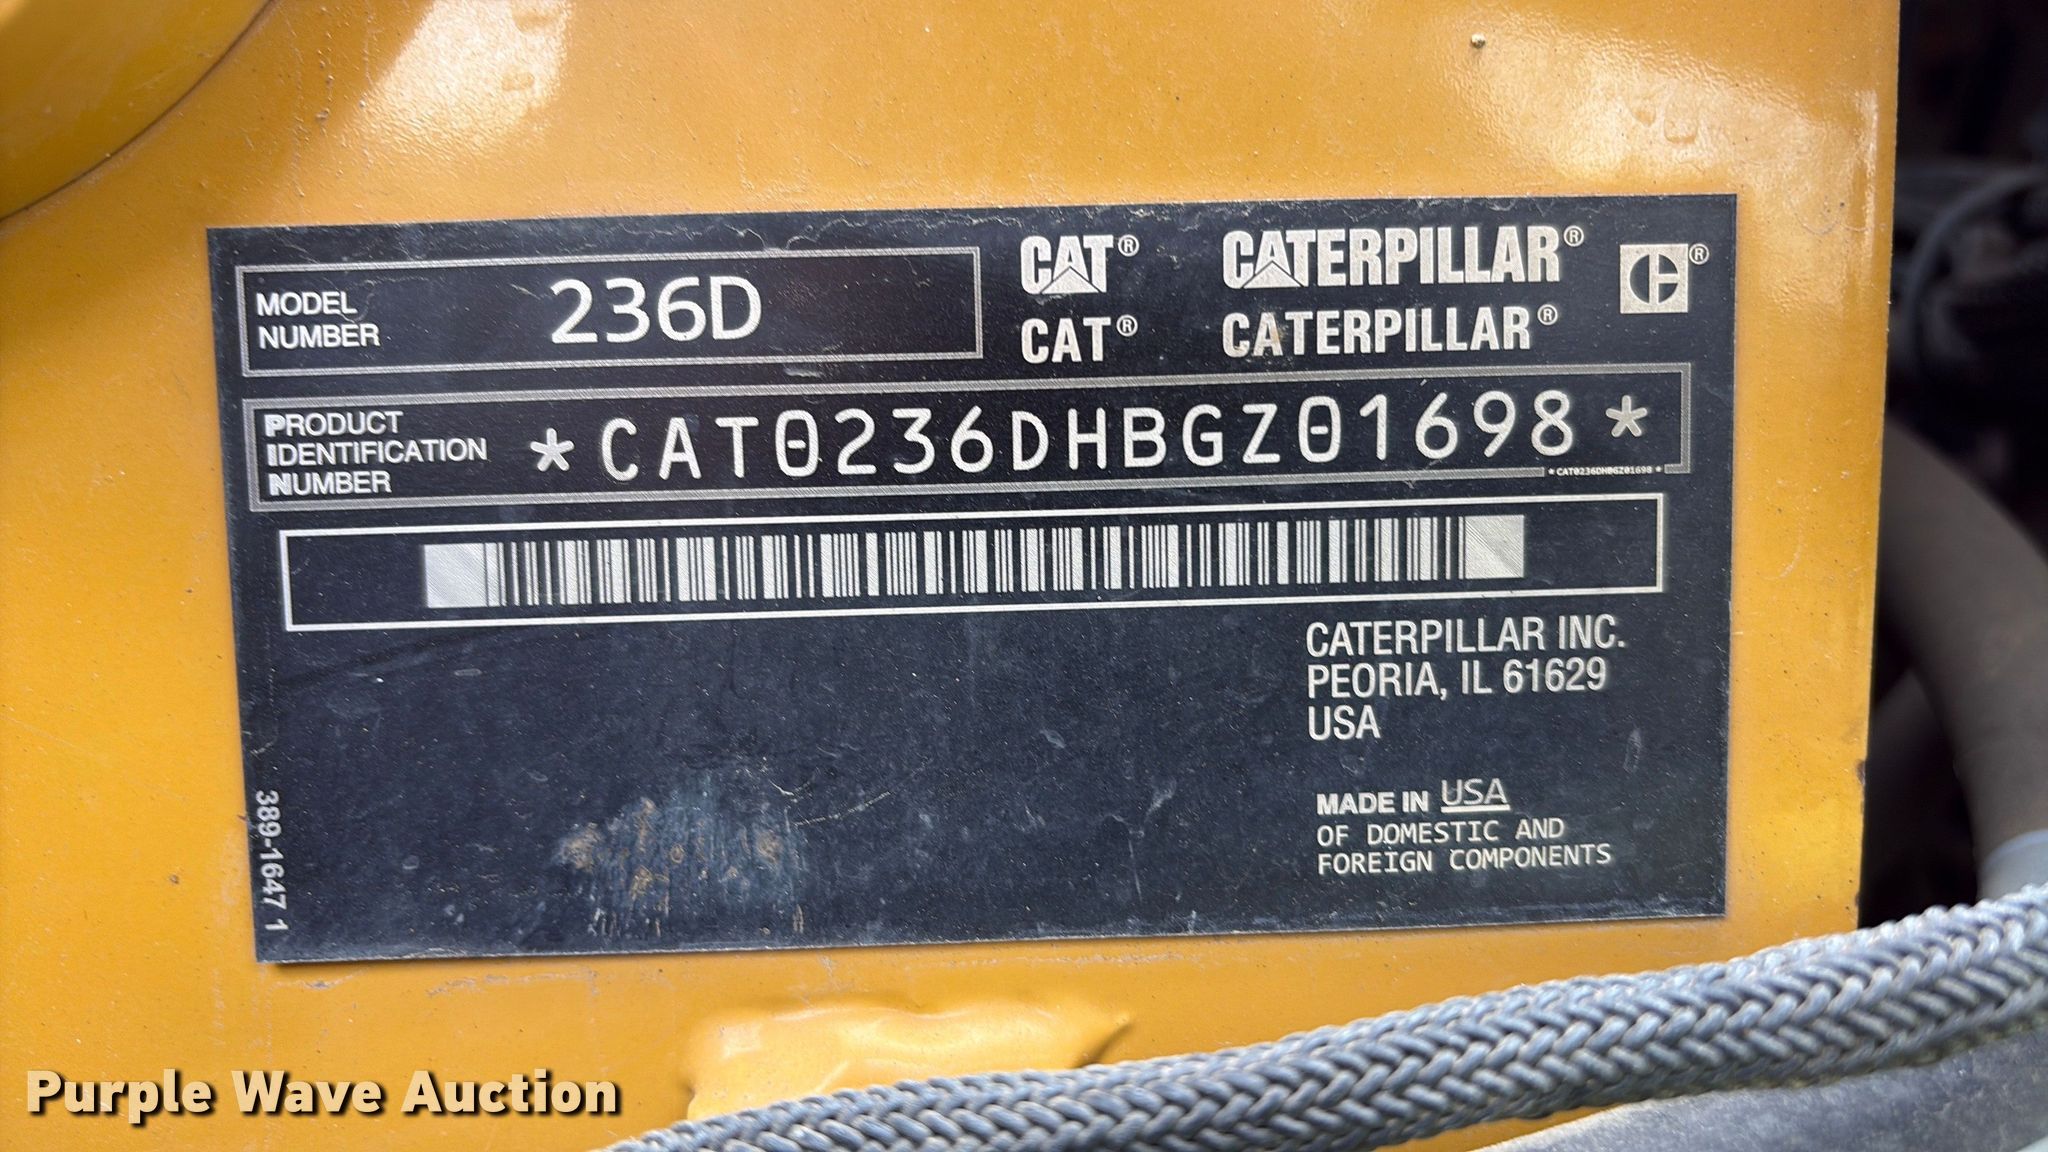 MODEL
NUMBER
236D
CAT® CATERPILLAR®
CAT® CATERPILLAR®
C®
PRODUCT
IDENTIFICATION
NUMBER
*CAT0236DHBGZ01698*
*CAT0236DHBGZ01698*
CATERPILLAR INC.
PEORIA, IL 61629
USA
MADE IN USA
OF DOMESTIC AND
FOREIGN COMPONENTS
389-1647 1
Purple Wave Auction